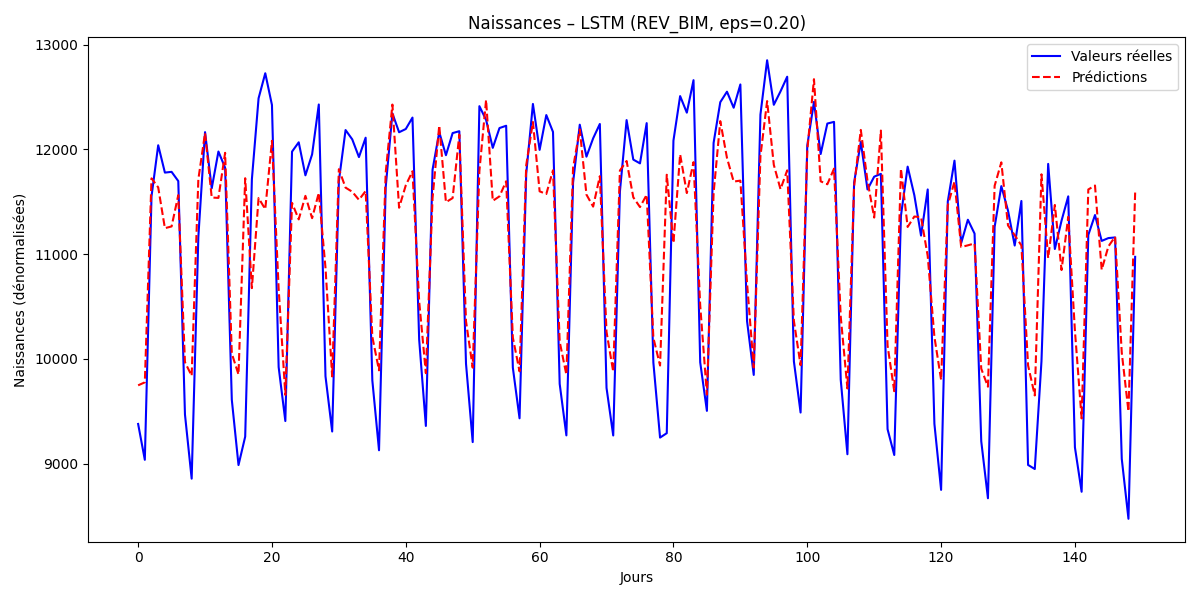 Naissances – LSTM (REV_BIM, eps=0.20)
Valeurs réelles
Prédictions
Naissances (dénormalisées)
13000
12000
11000
10000
9000
0 20 40 60 80 100 120 140
Jours